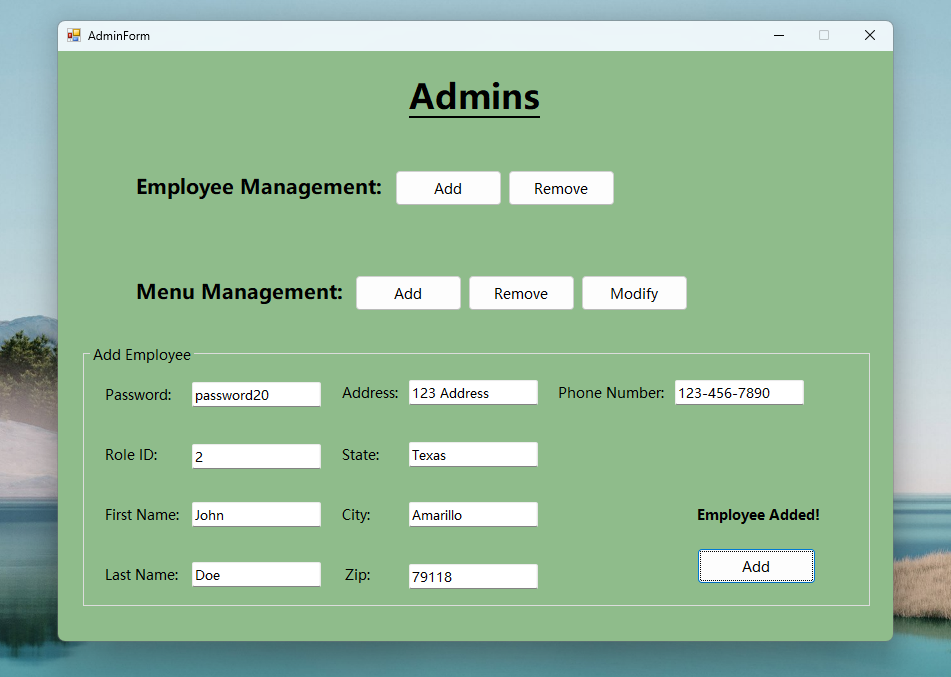 AdminForm
Admins
Employee Management: Add Remove
Menu Management: Add Remove Modify
Add Employee
Password: password20 Address: 123 Address Phone Number: 123-456-7890
Role ID: 2 State: Texas
First Name: John City: Amarillo Employee Added!
Last Name: Doe Zip: 79118 Add